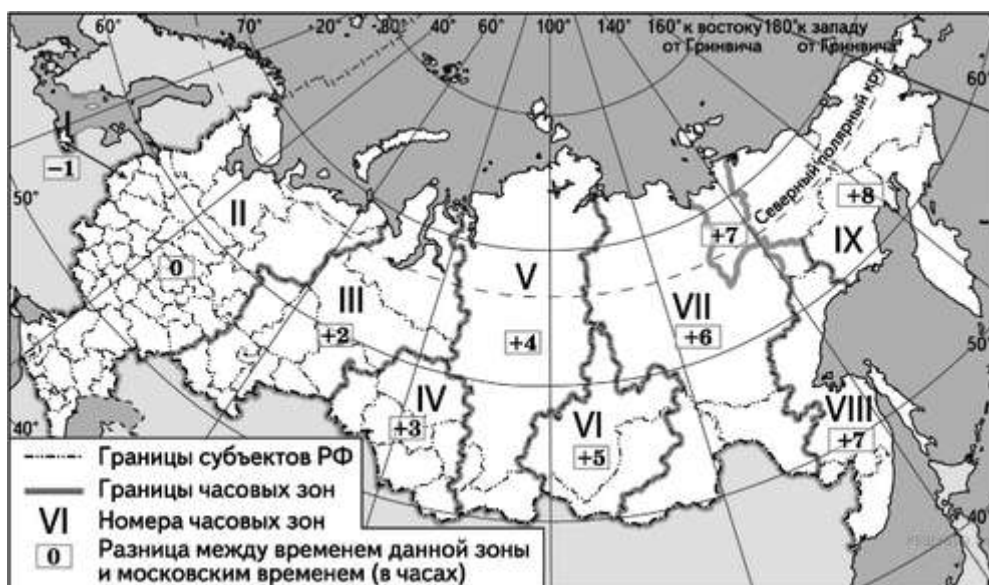 60° 80° -20° 20° 40° 60° 80° 100° 120° 140° 160° к востоку от Гринвича 180° к западу от Гринвича
60°
Северный полярный круг
I
-1
50°
II
0
III
+2
IV
+3
V
+4
VI
+5
VII
+6
+7
VIII
+7
IX
+8
50°
40°
40°
Границы субъектов РФ
Границы часовых зон
VI Номера часовых зон
0 Разница между временем данной зоны
и московским временем (в часах)